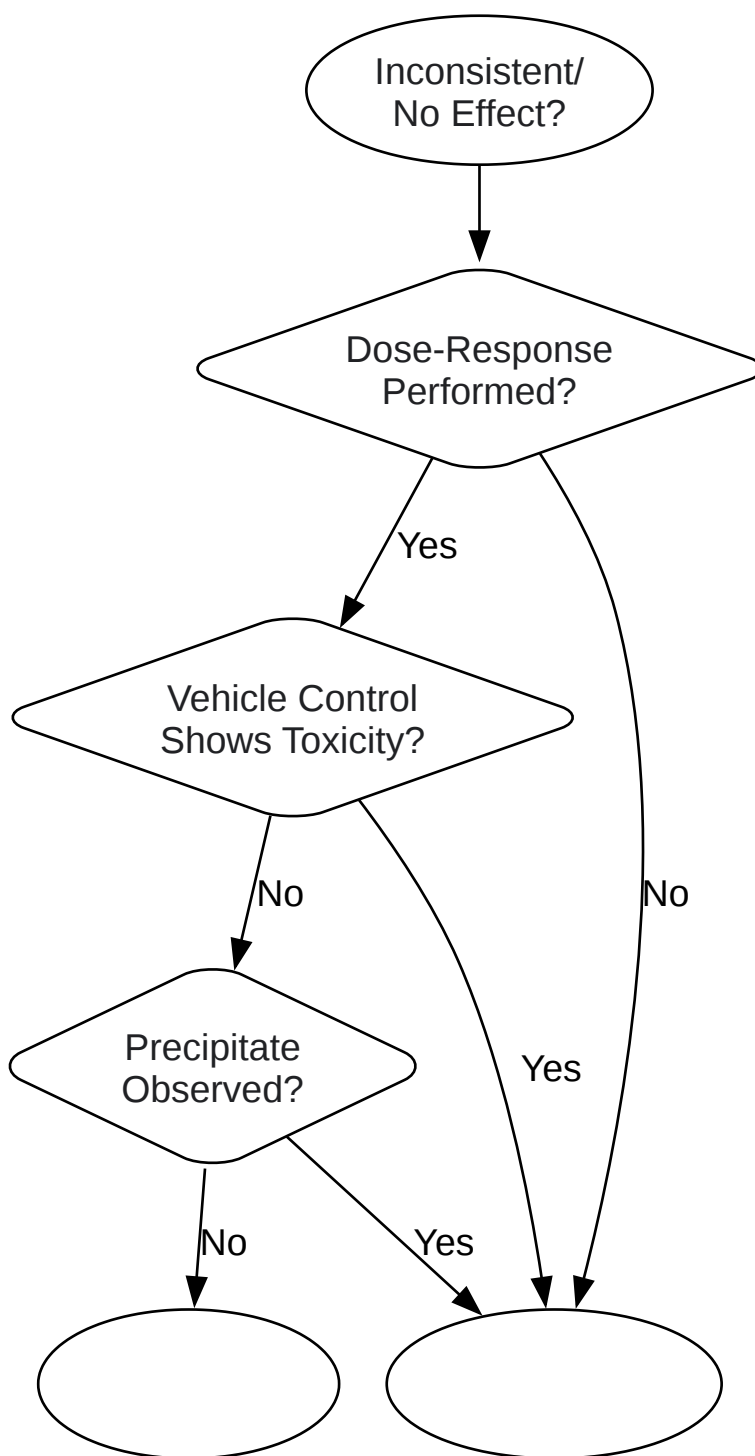 Inconsistent/
No Effect?
Dose-Response
Performed?
Yes
Vehicle Control
Shows Toxicity?
No
No
Precipitate
Observed?
Yes
No
Yes